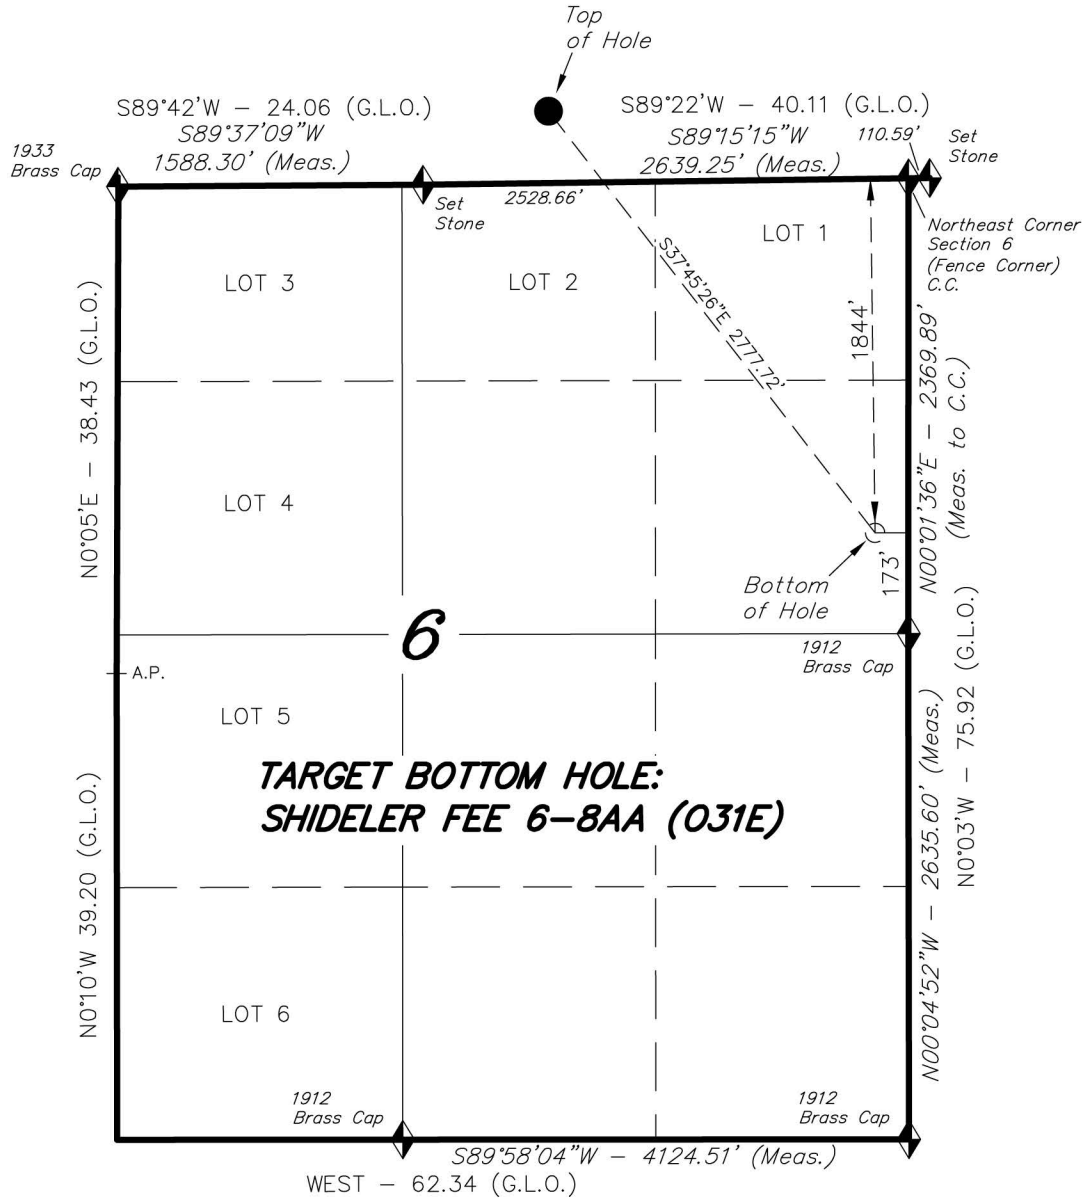 Top
of Hole
S89°42'W – 24.06 (G.L.O.)
S89°22'W – 40.11 (G.L.O.)
S89°37'09"W
1588.30' (Meas.)
S89°15'15"W
2639.25' (Meas.)
110.59'
Set
Stone
1933
Brass Cap
Set
Stone
2528.66'
Northeast Corner
Section 6
(Fence Corner)
C.C.
LOT 1
LOT 3
LOT 2
S37°45'26"E 2777.72'
1844'
N0°05'E – 38.43 (G.L.O.)
N00°01'36"E – 2369.89'
(Meas. to C.C.)
LOT 4
173'
Bottom
of Hole
6
1912
Brass Cap
A.P.
LOT 5
N0°03'W – 75.92 (G.L.O.)
TARGET BOTTOM HOLE:
SHIDELER FEE 6–8AA (O31E)
N0°10'W 39.20 (G.L.O.)
N00°04'52"W – 2635.60' (Meas.)
LOT 6
1912
Brass Cap
1912
Brass Cap
S89°58'04"W – 4124.51' (Meas.)
WEST – 62.34 (G.L.O.)